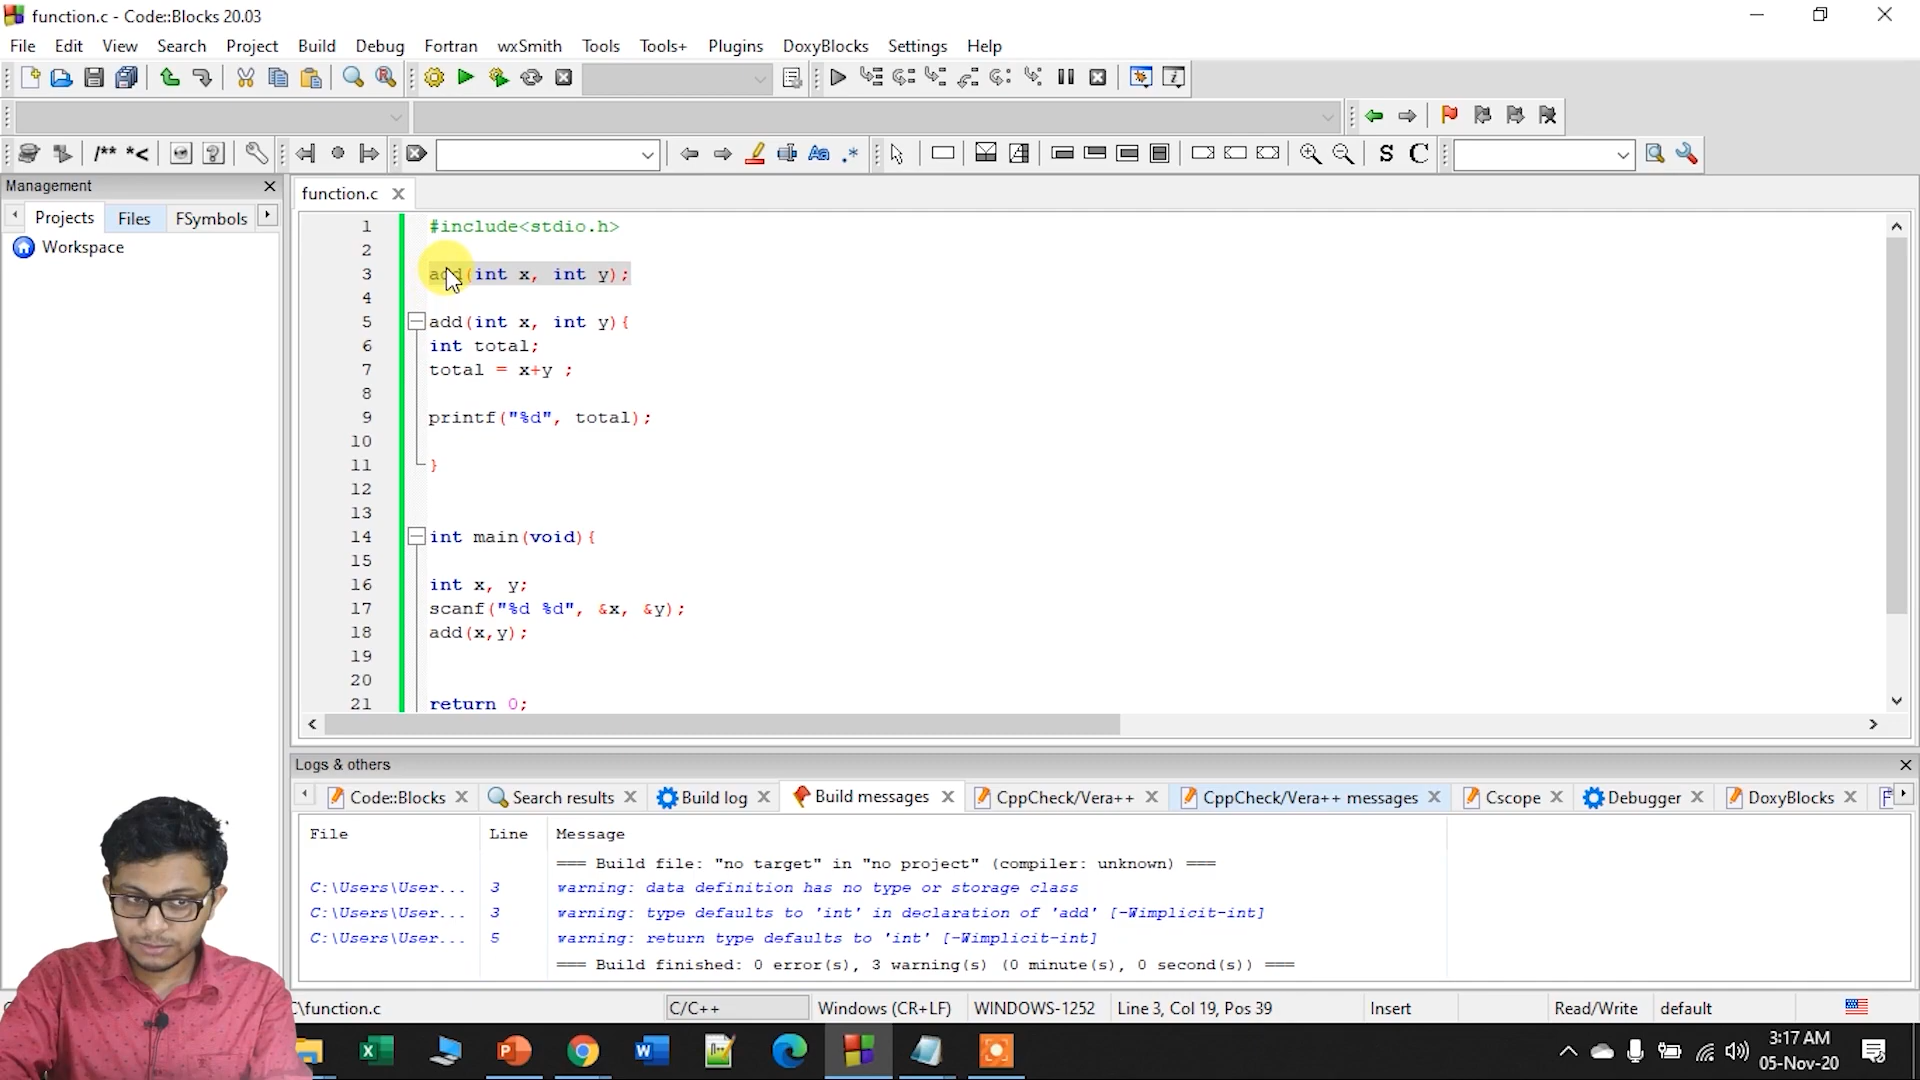 function.c - Code::Blocks 20.03
File Edit View Search Project Build Debug Fortran wxSmith Tools Tools+ Plugins DoxyBlocks Settings Help
/** *<
Aa .*
S C
Management
Projects Files FSymbols
Workspace
function.c
1 #include<stdio.h>
2
3 add(int x, int y);
4
5 add(int x, int y){
6 int total;
7 total = x+y ;
8
9 printf("%d", total);
10
11 }
12
13
14 int main(void){
15
16 int x, y;
17 scanf("%d %d", &x, &y);
18 add(x,y);
19
20
21 return 0;
Logs & others
Code::Blocks Search results Build log Build messages CppCheck/Vera++ CppCheck/Vera++ messages Cscope Debugger DoxyBlocks F
File Line Message
=== Build file: "no target" in "no project" (compiler: unknown) ===
C:\Users\User... 3 warning: data definition has no type or storage class
C:\Users\User... 3 warning: type defaults to 'int' in declaration of 'add' [-Wimplicit-int]
C:\Users\User... 5 warning: return type defaults to 'int' [-Wimplicit-int]
=== Build finished: 0 error(s), 3 warning(s) (0 minute(s), 0 second(s)) ===
\function.c C/C++ Windows (CR+LF) WINDOWS-1252 Line 3, Col 19, Pos 39 Insert Read/Write default
3:17 AM
05-Nov-20